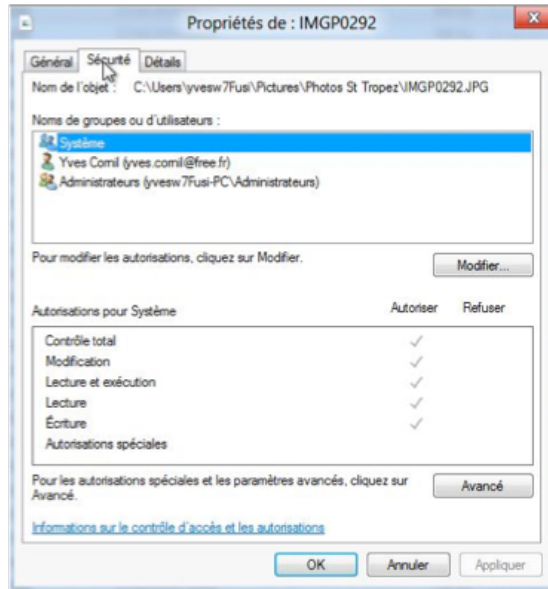 Propriétés de : IMGP0292
Général Sécurité Détails
Nom de l'objet : C:\Users\yvesw7Fusi\Pictures\Photos St Tropez\IMGP0292.JPG
Noms de groupes ou d'utilisateurs :
Système
Yves Cornil (yves.cornil@free.fr)
Administrateurs (yvesw7Fusi-PC\Administrateurs)
Pour modifier les autorisations, cliquez sur Modifier.
Modifier...
Autorisations pour Système Autoriser Refuser
Contrôle total
Modification
Lecture et exécution
Lecture
Écriture
Autorisations spéciales
Pour les autorisations spéciales et les paramètres avancés, cliquez sur
Avancé.
Avancé
Informations sur le contrôle d'accès et les autorisations
OK Annuler Appliquer